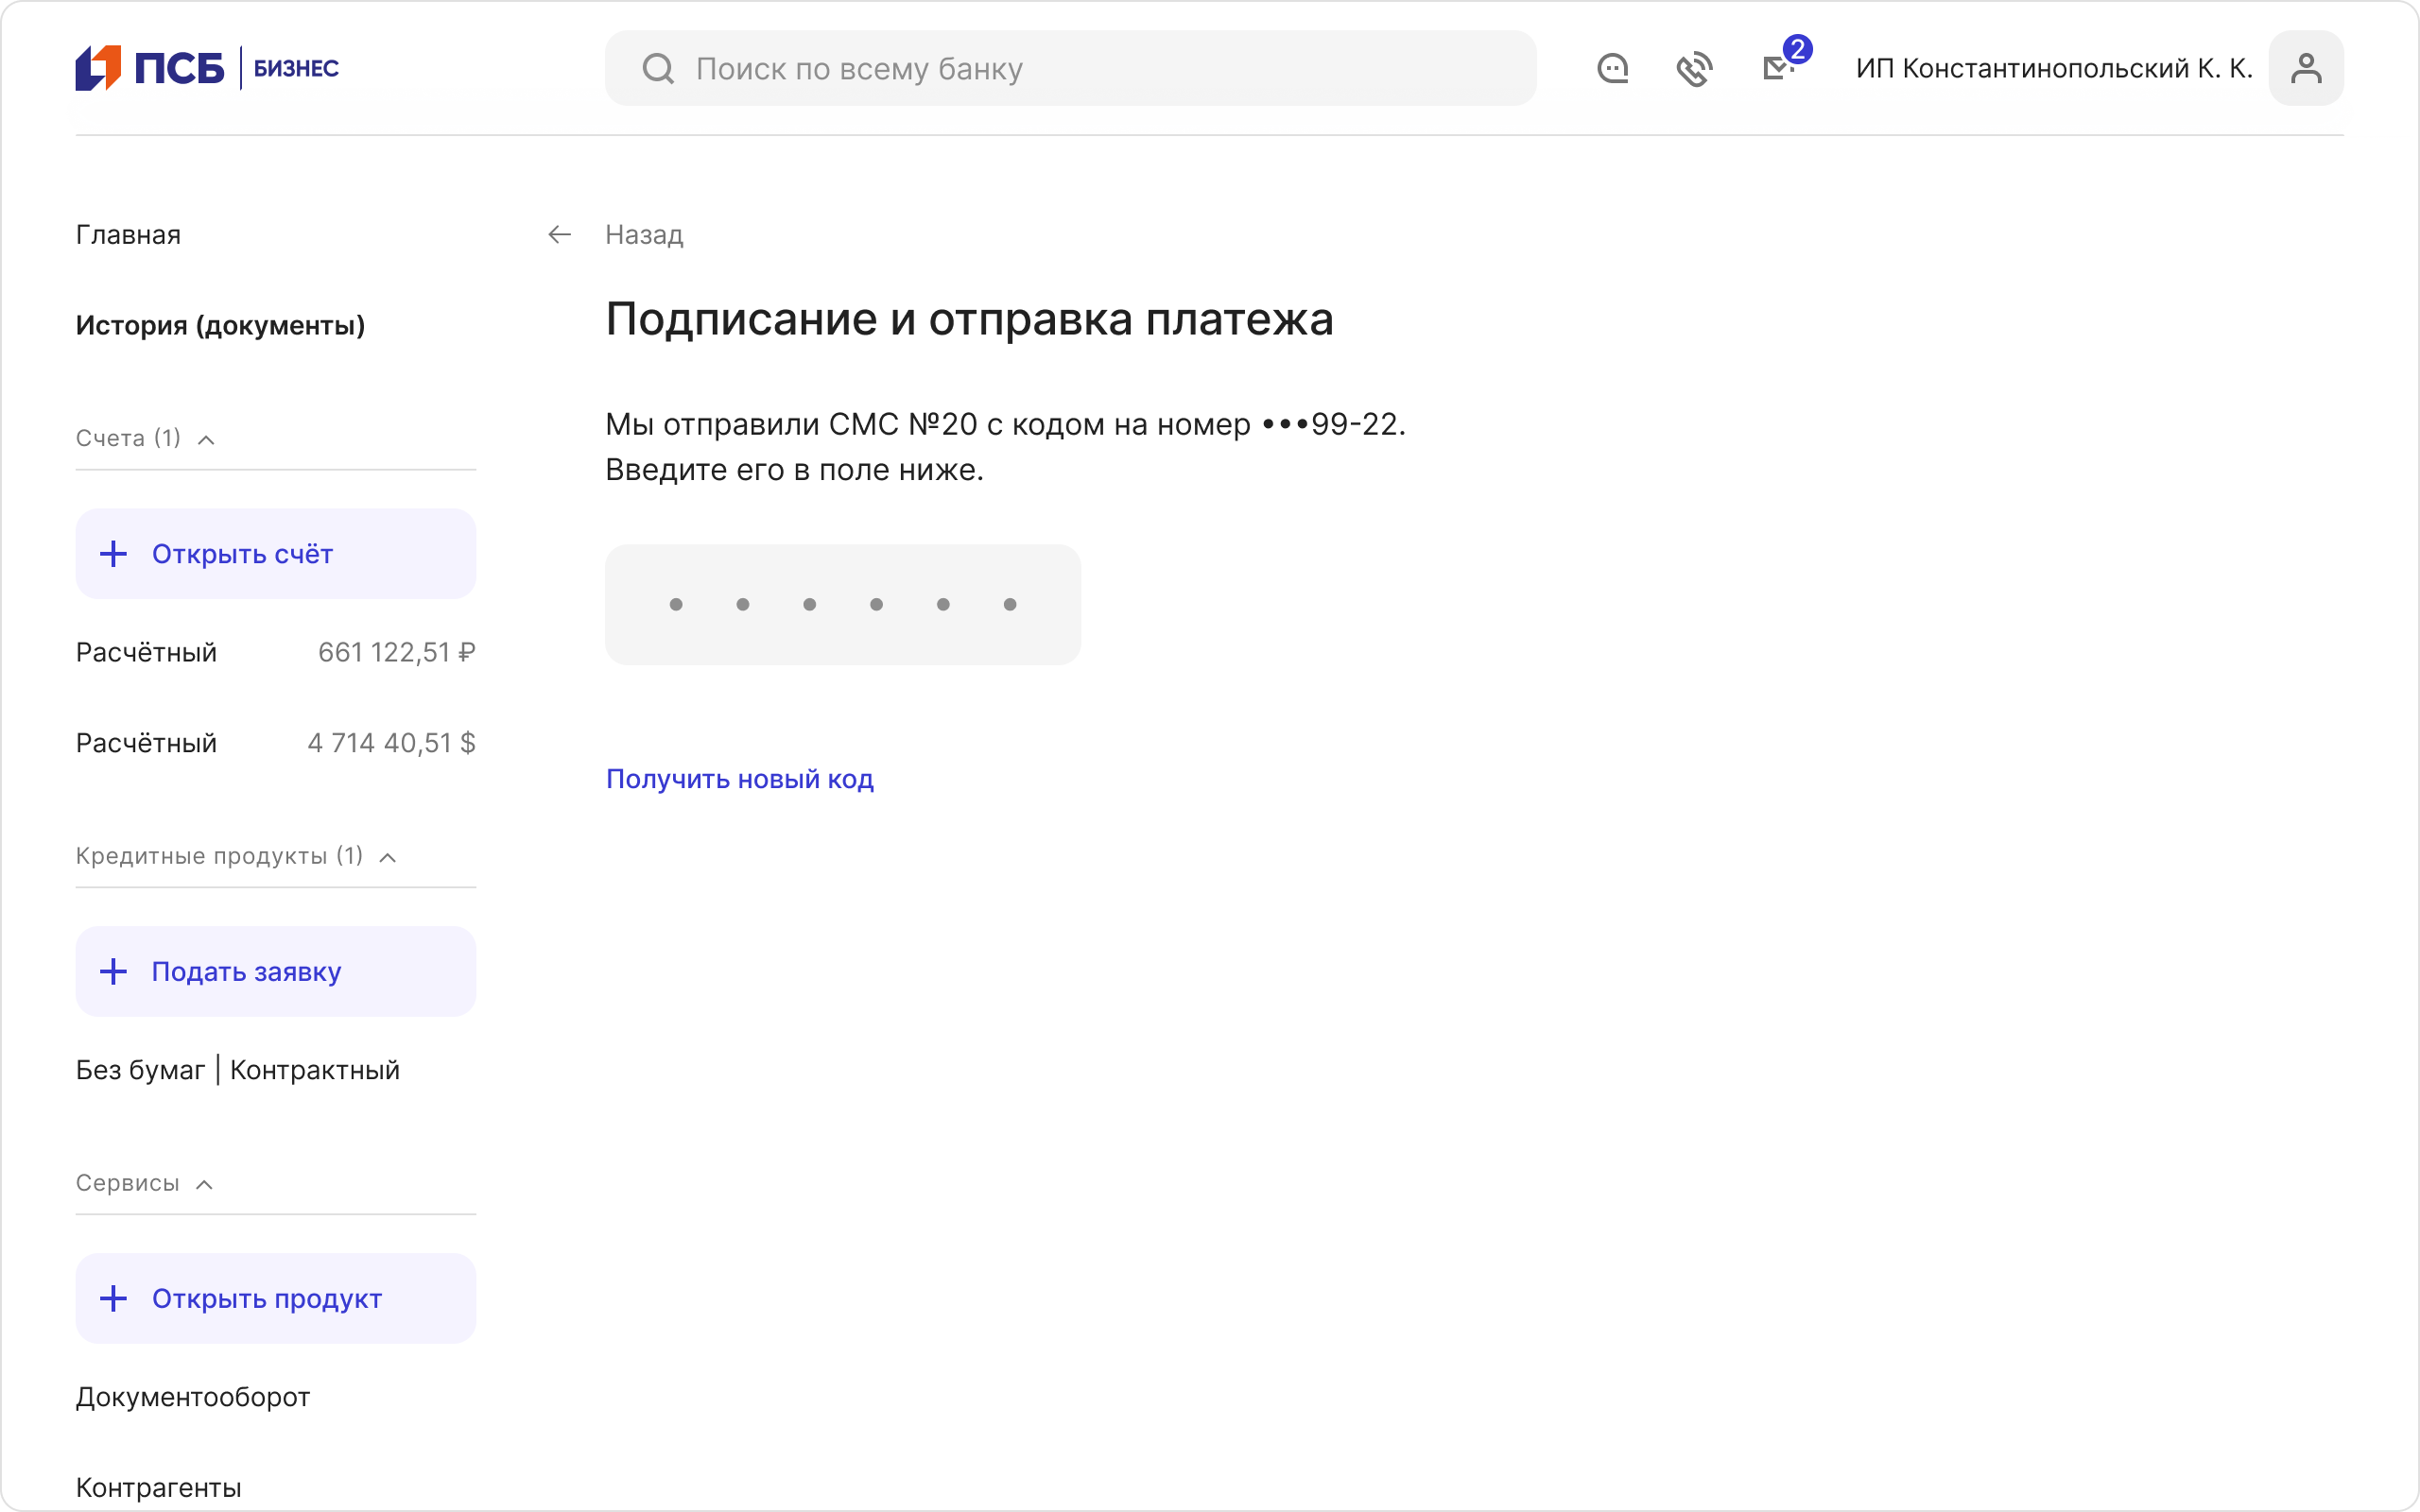 ПСБ БИЗНЕС
Поиск по всему банку
2
ИП Константинопольский К. К.
Главная
История (документы)
Счета (1)
Открыть счёт
Расчётный 661 122,51 ₽
Расчётный 4 714 40,51 $
Кредитные продукты (1)
Подать заявку
Без бумаг | Контрактный
Сервисы
Открыть продукт
Документооборот
Контрагенты
Назад
Подписание и отправка платежа
Мы отправили СМС №20 с кодом на номер •••99-22.
Введите его в поле ниже.
Получить новый код